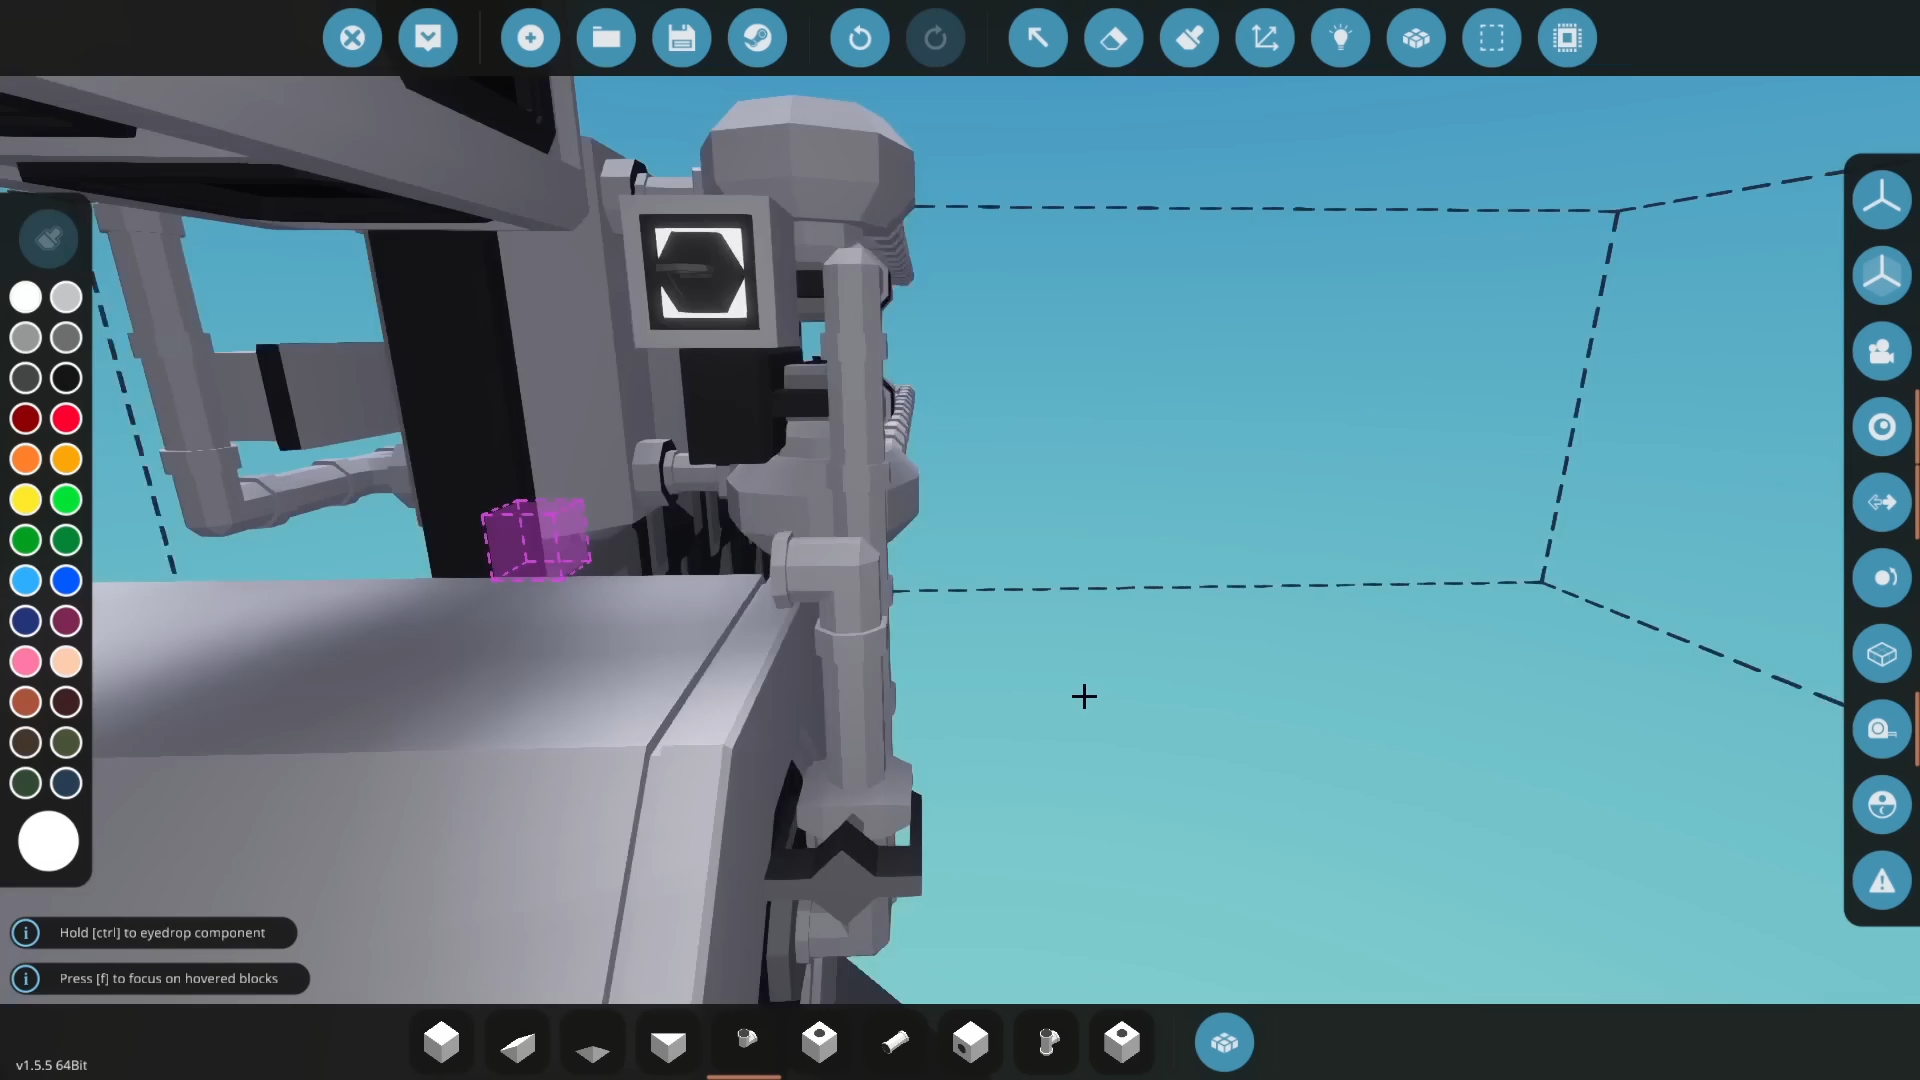 Hold [ctrl] to eyedrop component
Press [f] to focus on hovered blocks
v1.5.5 64Bit